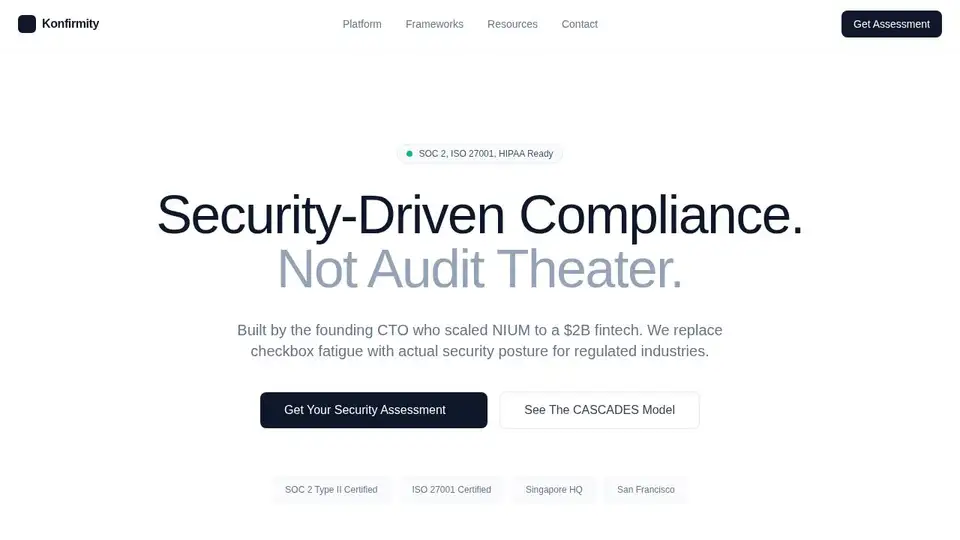 Konfirmity
Platform
Frameworks
Resources
Contact
Get Assessment
SOC 2, ISO 27001, HIPAA Ready
Security-Driven Compliance.
Not Audit Theater.
Built by the founding CTO who scaled NIUM to a $2B fintech. We replace
checkbox fatigue with actual security posture for regulated industries.
Get Your Security Assessment
See The CASCADES Model
SOC 2 Type II Certified
ISO 27001 Certified
Singapore HQ
San Francisco